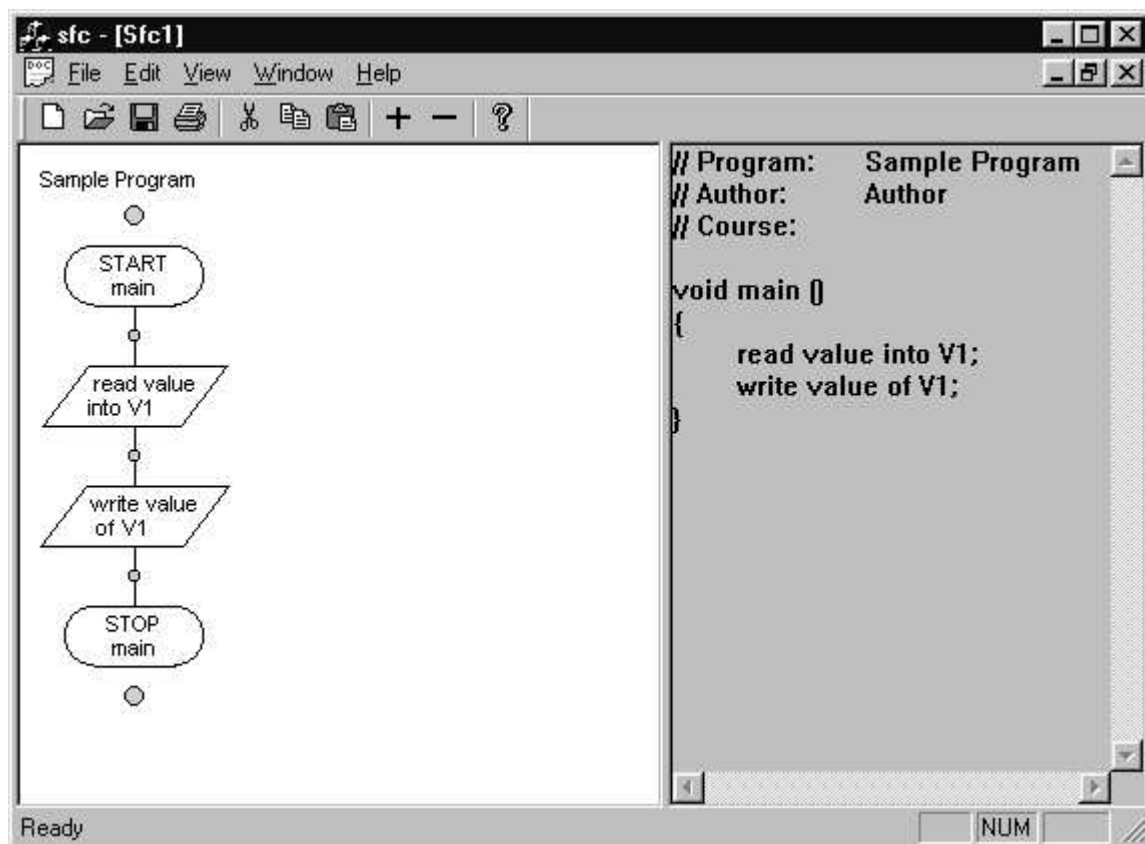 sfc - [Sfc1]
File Edit View Window Help
Sample Program
START
main
read value
into V1
write value
of V1
STOP
main
// Program: Sample Program
// Author: Author
// Course:
void main ()
{
read value into V1;
write value of V1;
}
Ready
NUM